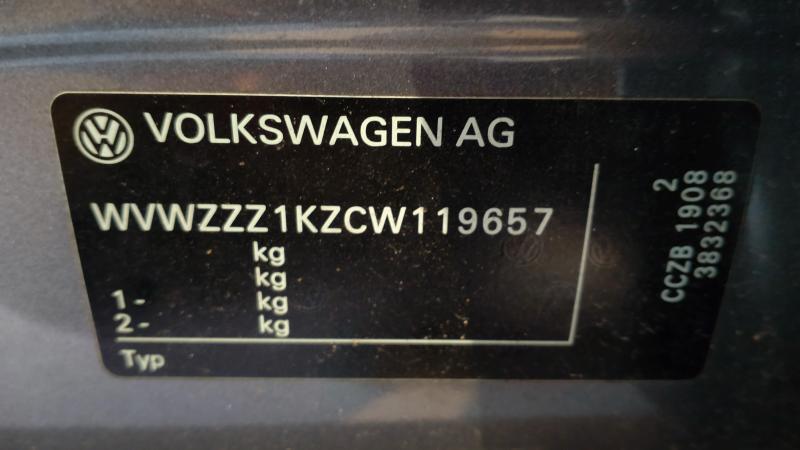 VOLKSWAGEN AG
WVWZZZ1KZCW119657
kg
kg
1- kg
2- kg
Typ
2
CCZB 1908
3832368